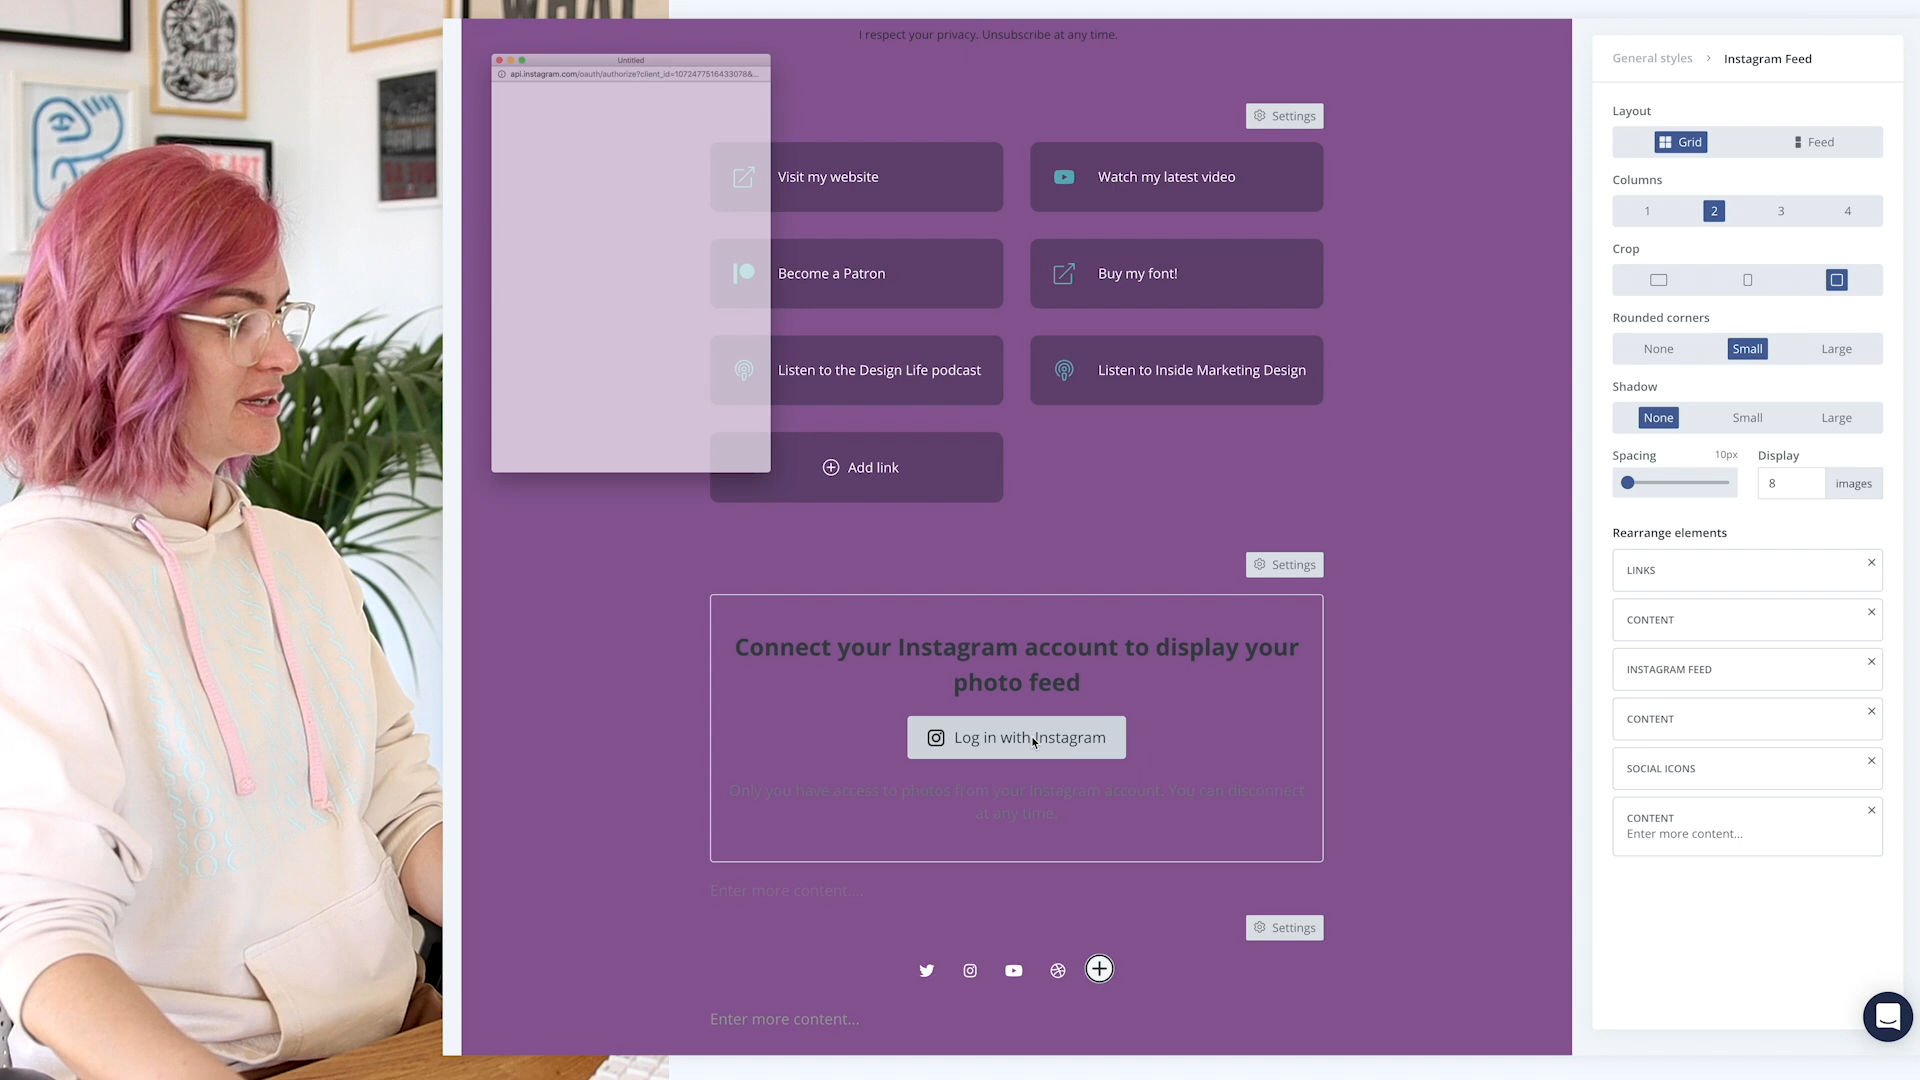 WHAT
I respect your privacy. Unsubscribe at any time.
Untitled
api.instagram.com/oauth/authorize?client_id=1072477516433078&...
Settings
Visit my website
Watch my latest video
Become a Patron
Buy my font!
Listen to the Design Life podcast
Listen to Inside Marketing Design
Add link
Settings
Connect your Instagram account to display your
photo feed
Log in with Instagram
Only you have access to photos from your Instagram account. You can disconnect
at any time.
Enter more content....
Settings
Enter more content...
General styles > Instagram Feed
Layout
Grid
Feed
Columns
1
2
3
4
Crop
Rounded corners
None
Small
Large
Shadow
None
Small
Large
Spacing
10px
Display
8
images
Rearrange elements
LINKS
CONTENT
INSTAGRAM FEED
CONTENT
SOCIAL ICONS
CONTENT
Enter more content...